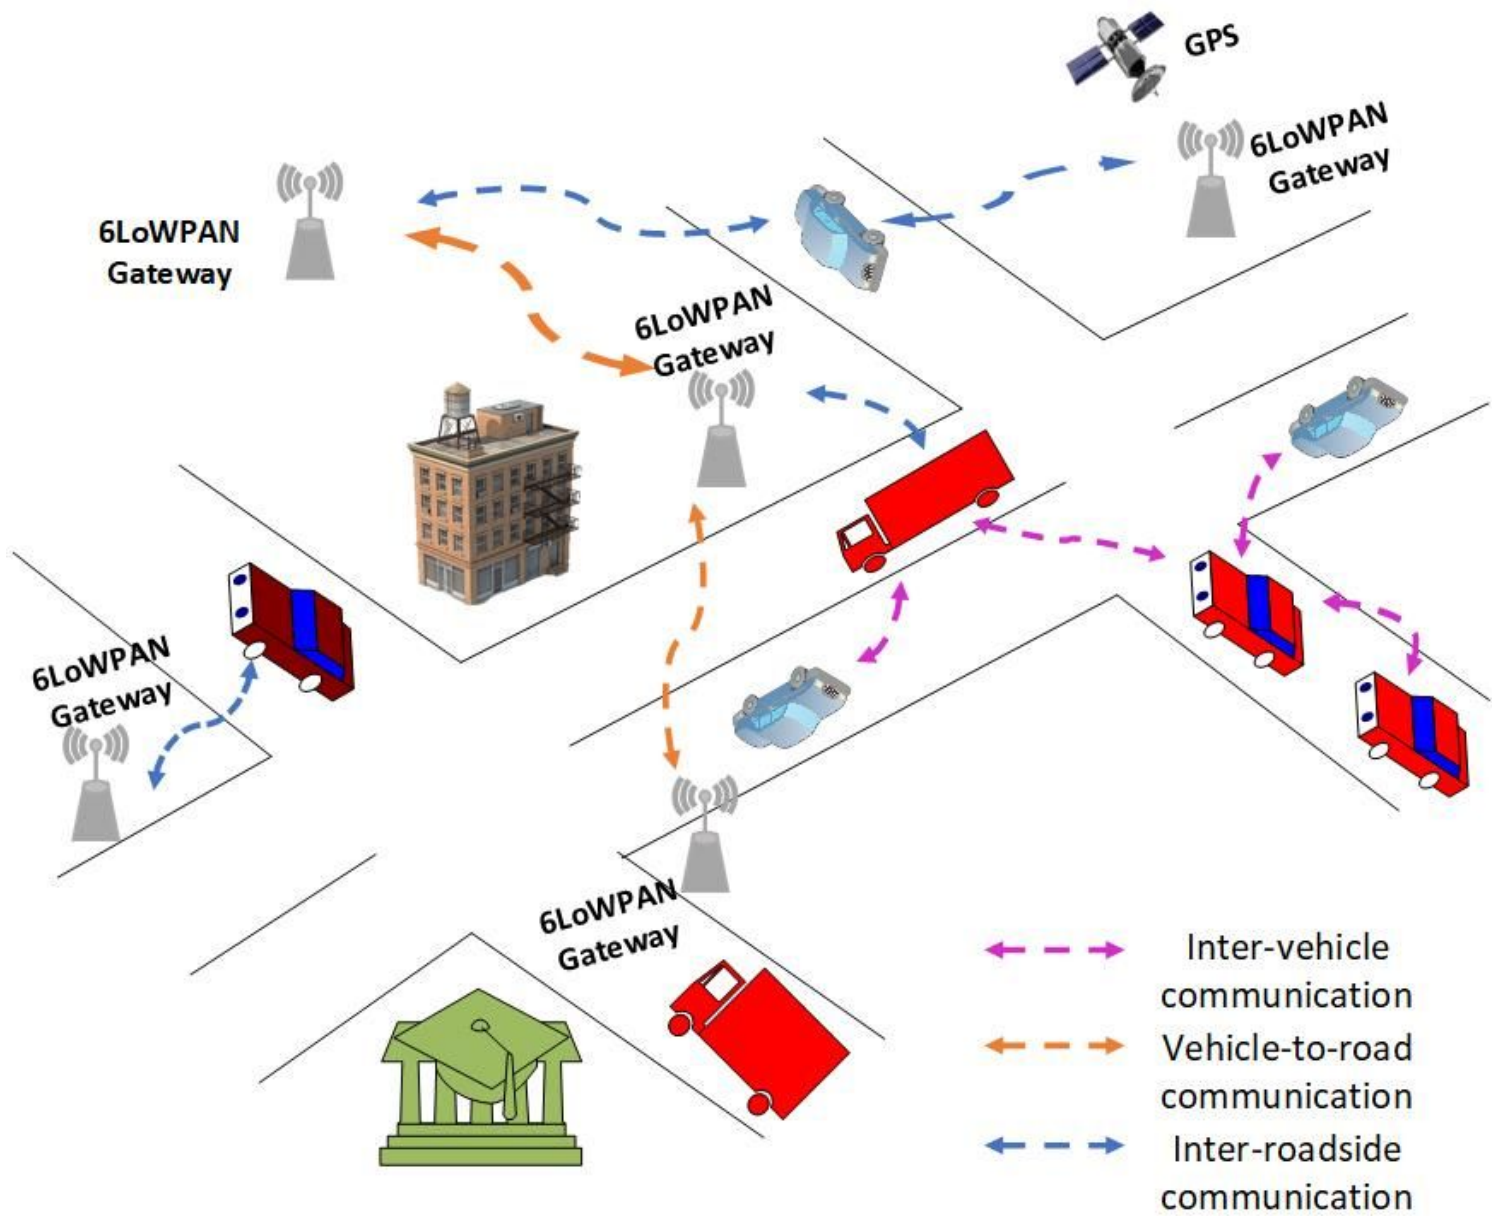 GPS
6LoWPAN
Gateway
6LoWPAN
Gateway
6LoWPAN
Gateway
6LoWPAN
Gateway
6LoWPAN
Gateway
Inter-vehicle
communication
Vehicle-to-road
communication
Inter-roadside
communication